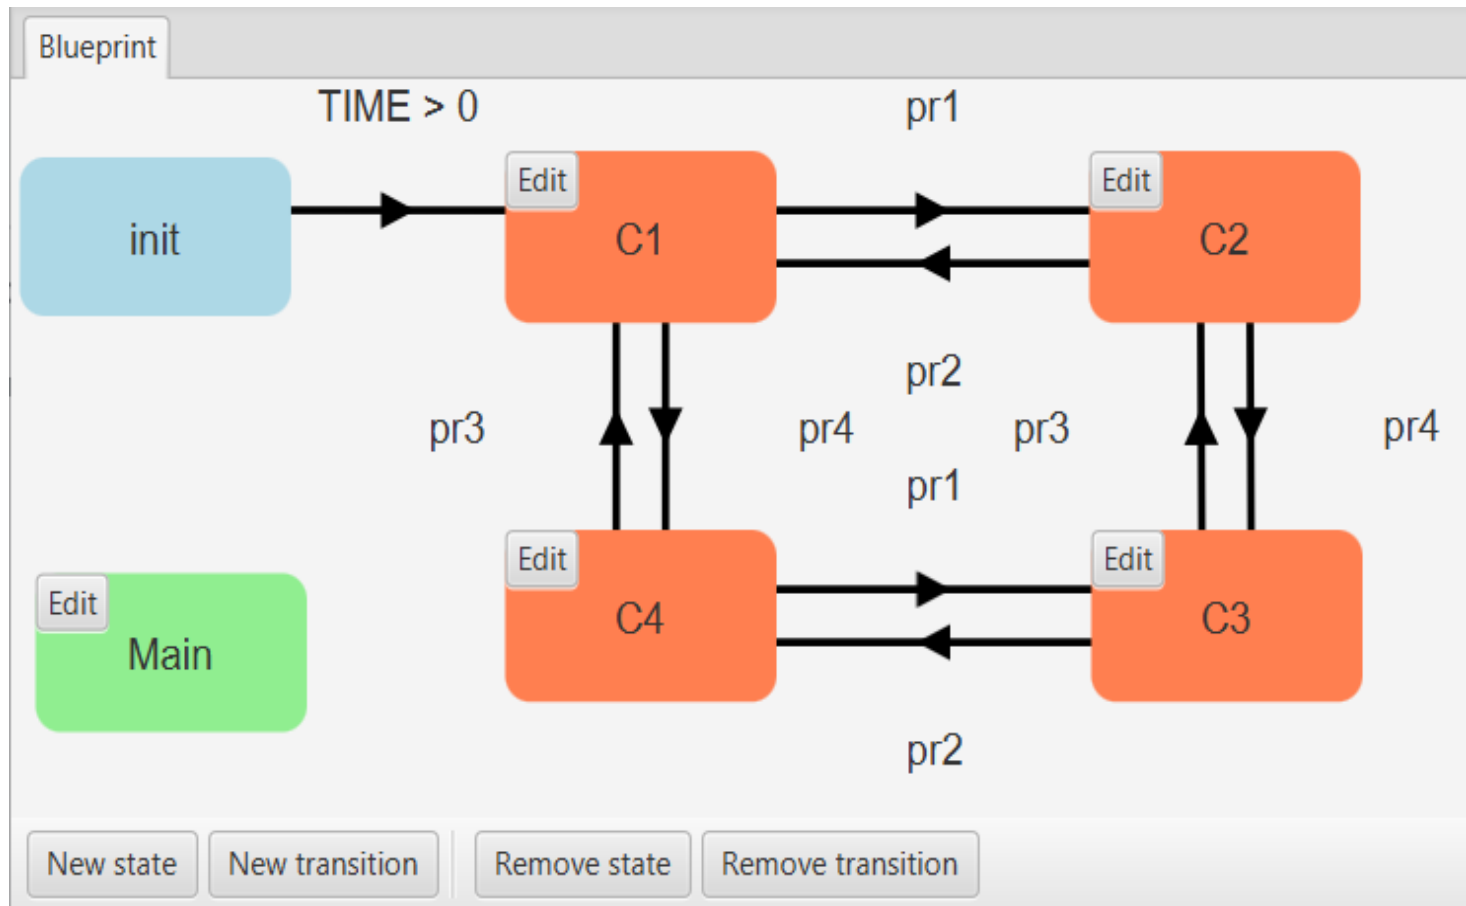 Blueprint
TIME > 0
pr1
Edit
Edit
init
C1
C2
pr2
pr3
pr4
pr3
pr4
pr1
Edit
Edit
Edit
C4
C3
Main
pr2
New state
New transition
Remove state
Remove transition